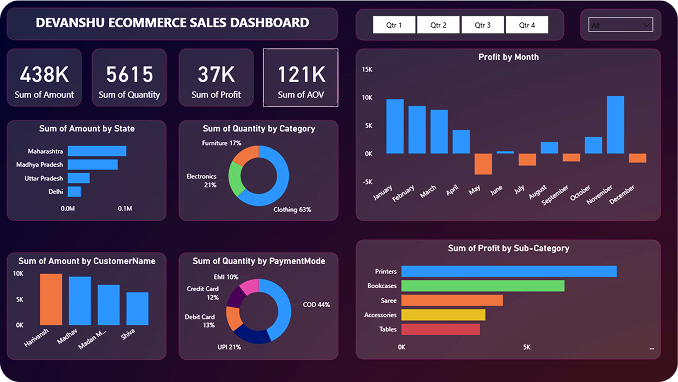 DEVANSHU ECOMMERCE SALES DASHBOARD
Qtr 1
Qtr 2
Qtr 3
Qtr 4
All
438K
Sum of Amount
5615
Sum of Quantity
37K
Sum of Profit
121K
Sum of AOV
Profit by Month
15K
10K
5K
0K
-5K
January
February
March
April
May
June
July
August
September
October
November
December
Sum of Amount by State
Maharashtra
Madhya Pradesh
Uttar Pradesh
Delhi
0.0M
0.1M
Sum of Quantity by Category
Furniture 17%
Electronics
21%
Clothing 63%
Sum of Amount by CustomerName
10K
5K
0K
Harivansh
Madhav
Madan M...
Shiva
Sum of Quantity by PaymentMode
EMI 10%
Credit Card
12%
Debit Card
13%
UPI 21%
COD 44%
Sum of Profit by Sub-Category
Printers
Bookcases
Saree
Accessories
Tables
0K
5K
...